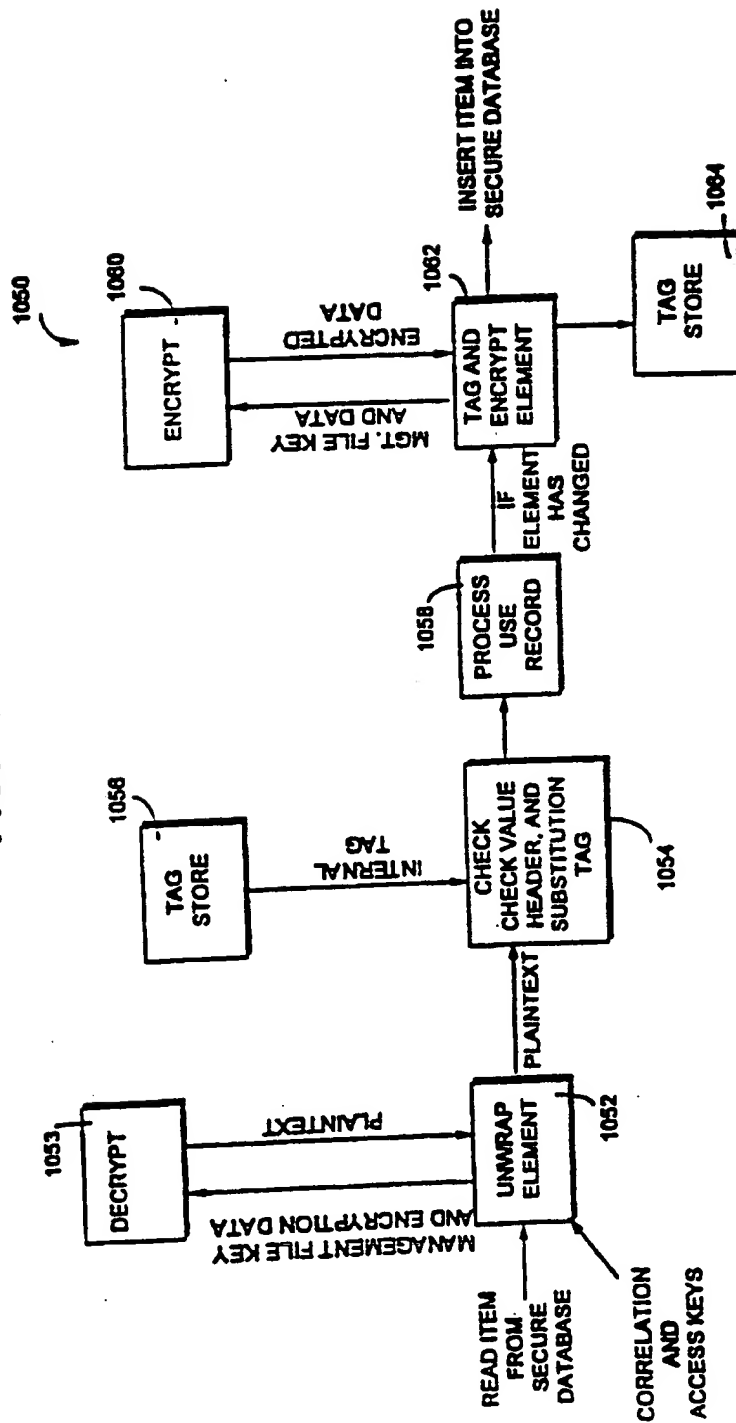 1050
1053
DECRYPT
MANAGEMENT FILE KEY
AND ENCRYPTION DATA
PLAINTEXT
READ ITEM
FROM
SECURE
DATABASE
UNWRAP
ELEMENT
1052
CORRELATION
AND
ACCESS KEYS
PLAINTEXT
1056
TAG
STORE
INTERNAL
TAG
CHECK
CHECK VALUE
HEADER, AND
SUBSTITUTION
TAG
1054
1058
PROCESS
USE
RECORD
IF
ELEMENT
HAS
CHANGED
1060
ENCRYPT
MGT. FILE KEY
AND DATA
ENCRYPTED
DATA
1062
TAG AND
ENCRYPT
ELEMENT
INSERT ITEM INTO
SECURE DATABASE
TAG
STORE
1064